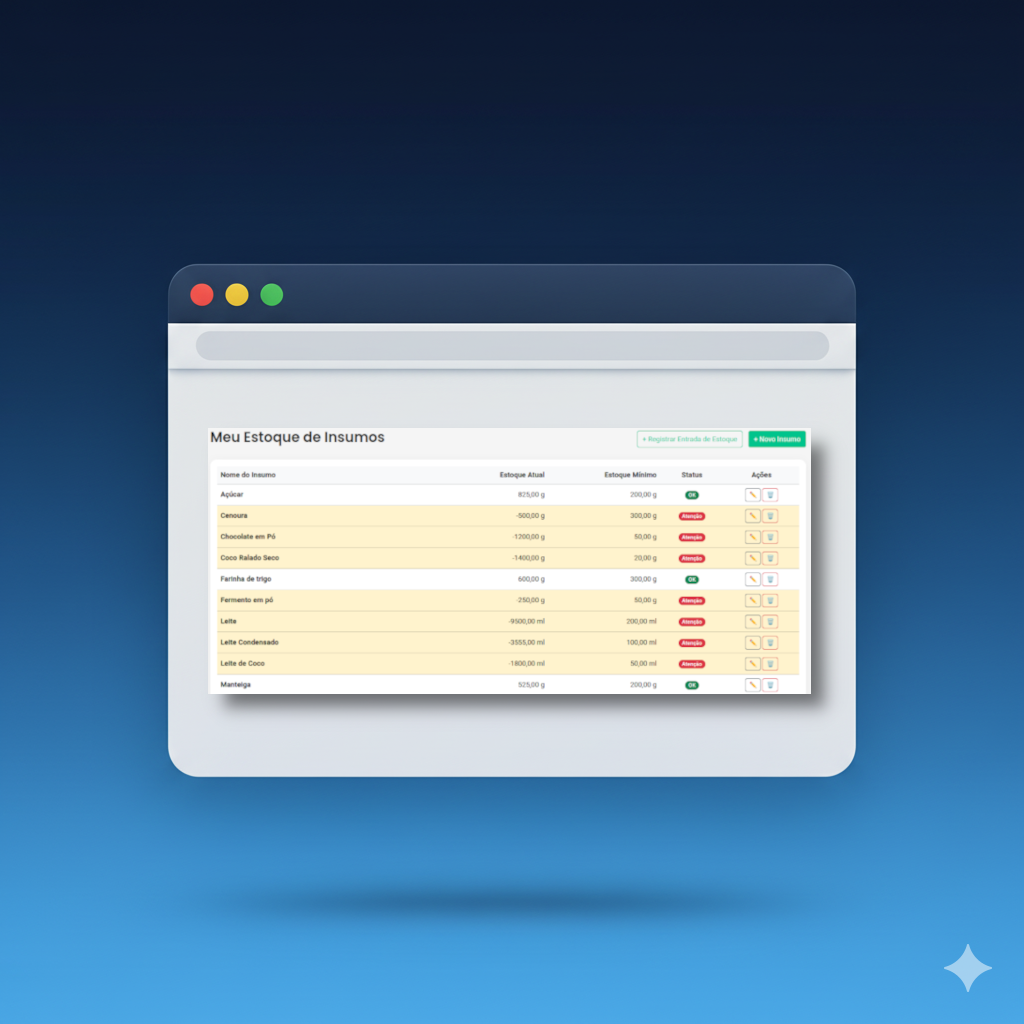 Meu Estoque de Insumos
+ Registrar Entrada de Estoque + Novo Insumo
Nome do Insumo Estoque Atual Estoque Mínimo Status Ações
Açúcar 825,00 g 200,00 g OK
Cenoura -500,00 g 300,00 g Atenção
Chocolate em Pó -1200,00 g 50,00 g Atenção
Coco Ralado Seco -1400,00 g 20,00 g Atenção
Farinha de trigo 600,00 g 300,00 g OK
Fermento em pó -250,00 g 50,00 g Atenção
Leite -9500,00 ml 200,00 ml Atenção
Leite Condensado -3555,00 ml 100,00 ml Atenção
Leite de Coco -1800,00 ml 50,00 ml Atenção
Manteiga 525,00 g 200,00 g OK